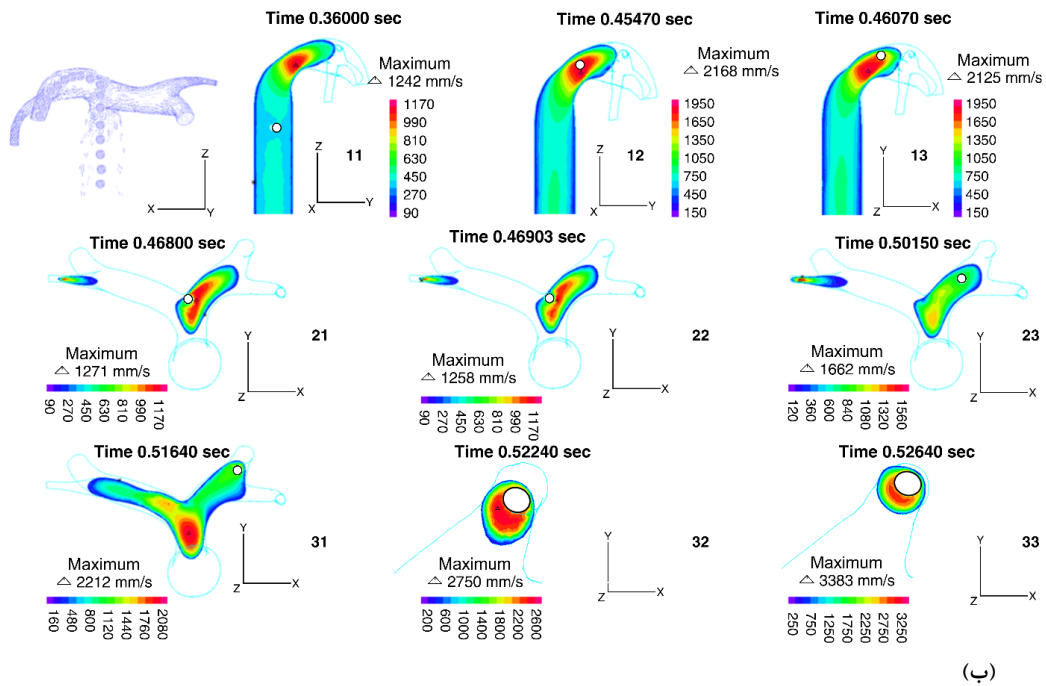 Time 0.36000 sec
Maximum
△ 1242 mm/s
1170
990
810
630
450
270
90
Z
X
Y
Z
X
Y
11
Time 0.45470 sec
Maximum
△ 2168 mm/s
1950
1650
1350
1050
750
450
150
Z
X
Y
12
Time 0.46070 sec
Maximum
△ 2125 mm/s
1950
1650
1350
1050
750
450
150
Y
Z
X
13
Time 0.46800 sec
Maximum
△ 1271 mm/s
90
270
450
630
810
990
1170
Y
Z
X
21
Time 0.46903 sec
Maximum
△ 1258 mm/s
90
270
450
630
810
990
1170
Y
Z
X
22
Time 0.50150 sec
Maximum
△ 1662 mm/s
120
360
600
840
1080
1320
1560
Y
Z
X
23
Time 0.51640 sec
Maximum
△ 2212 mm/s
160
480
800
1120
1440
1760
2080
Y
Z
X
31
Time 0.52240 sec
Maximum
△ 2750 mm/s
200
600
1000
1400
1800
2200
2600
Y
Z
X
32
Time 0.52640 sec
Maximum
△ 3383 mm/s
250
750
1250
1750
2250
2750
3250
Y
Z
X
33
(ب)